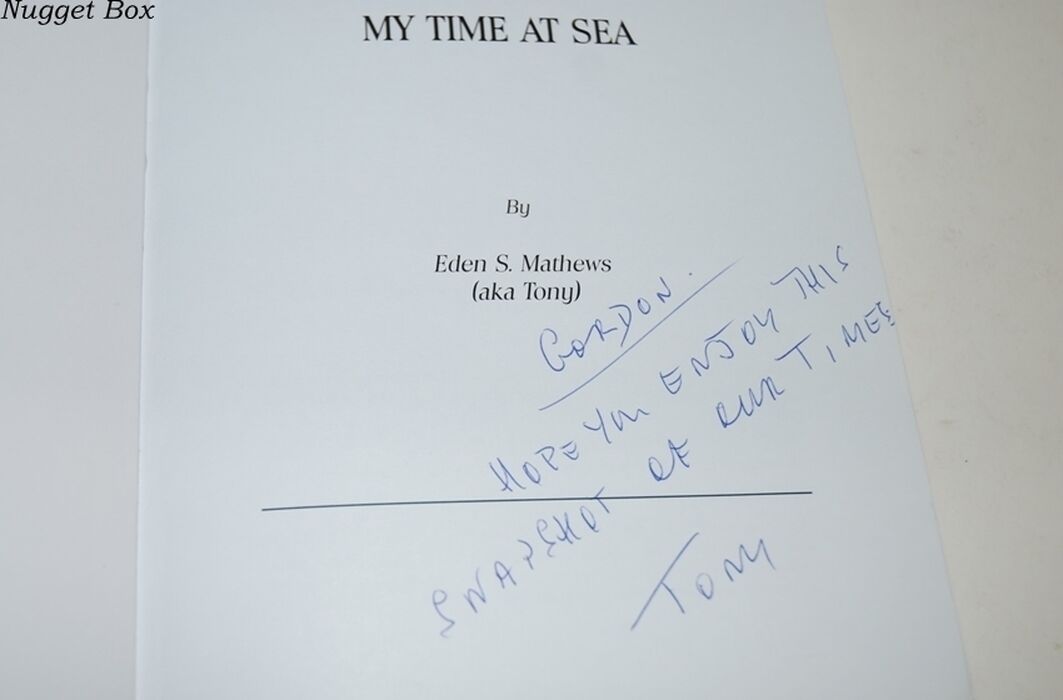 Nugget Box
MY TIME AT SEA
By
Eden S. Mathews
(aka Tony)
GORDON.
HOPE YOU ENJOY THIS
SNAPSHOT OF OUR TIMES
TONY